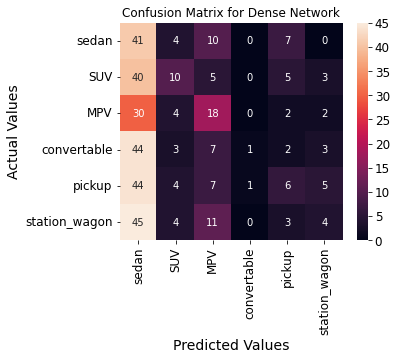 Confusion Matrix for Dense Network
Actual Values
sedan 41 4 10 0 7 0
SUV 40 10 5 0 5 3
MPV 30 4 18 0 2 2
convertable 44 3 7 1 2 3
pickup 44 4 7 1 6 5
station_wagon 45 4 11 0 3 4
sedan SUV MPV convertable pickup station_wagon
Predicted Values
45
40
35
30
25
20
15
10
5
0